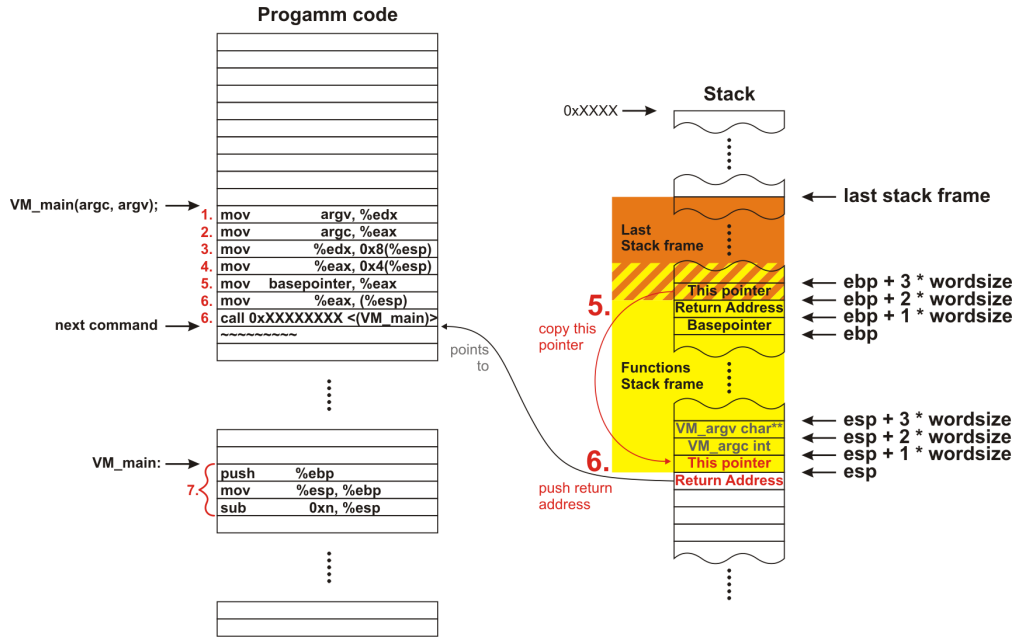 Progamm code
VM_main(argc, argv);
1. mov argv, %edx
2. mov argc, %eax
3. mov %edx, 0x8(%esp)
4. mov %eax, 0x4(%esp)
5. mov basepointer, %eax
6. mov %eax, (%esp)
6. call 0xXXXXXXXX <(VM_main)>
next command
~~~~~~~~~
points
to
VM_main:
7.
push %ebp
mov %esp, %ebp
sub 0xn, %esp
Stack
0xXXXX
last stack frame
Last
Stack frame
This pointer
Return Address
Basepointer
ebp + 3 * wordsize
ebp + 2 * wordsize
ebp + 1 * wordsize
ebp
5.
copy this
pointer
Functions
Stack frame
VM_argv char**
VM_argc int
This pointer
Return Address
esp + 3 * wordsize
esp + 2 * wordsize
esp + 1 * wordsize
esp
6.
push return
address